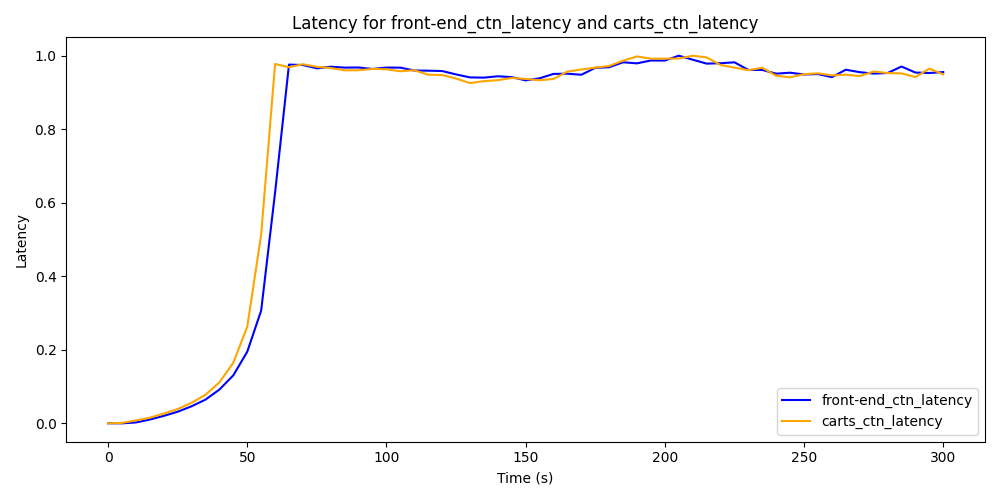 Latency for front-end_ctn_latency and carts_ctn_latency
Latency
1.0
0.8
0.6
0.4
0.2
0.0
0 50 100 150 200 250 300
Time (s)
front-end_ctn_latency
carts_ctn_latency